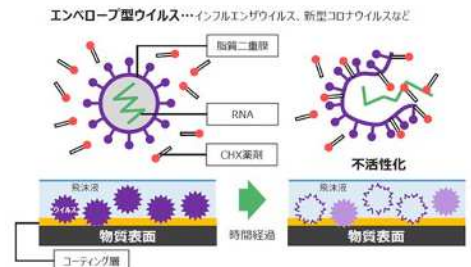 エンベロープ型ウイルス…インフルエンザウイルス、新型コロナウイルスなど
脂質二重膜
RNA
CHX薬剤
不活性化
飛沫液
ウイルス
物質表面
コーティング層
時間経過
飛沫液
物質表面